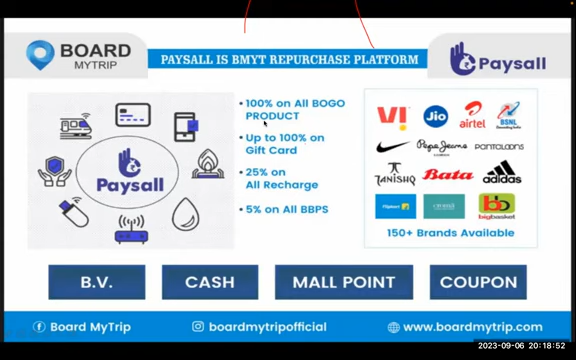 BOARD
MYTRIP
PAYSALL IS BMYT REPURCHASE PLATFORM
Paysall
Paysall
• 100% on All BOGO
PRODUCT
• Up to 100% on
Gift Card
• 25% on
All Recharge
• 5% on All BBPS
V!
Jio
airtel
BSNL
Pepe Jeans
PANTALOONS
TANISHQ
Bata
adidas
Flipkart
bb
bigbasket
150+ Brands Available
B.V.
CASH
MALL POINT
COUPON
Board MyTrip
boardmytripofficial
www.boardmytrip.com
2023-09-06 20:18:52